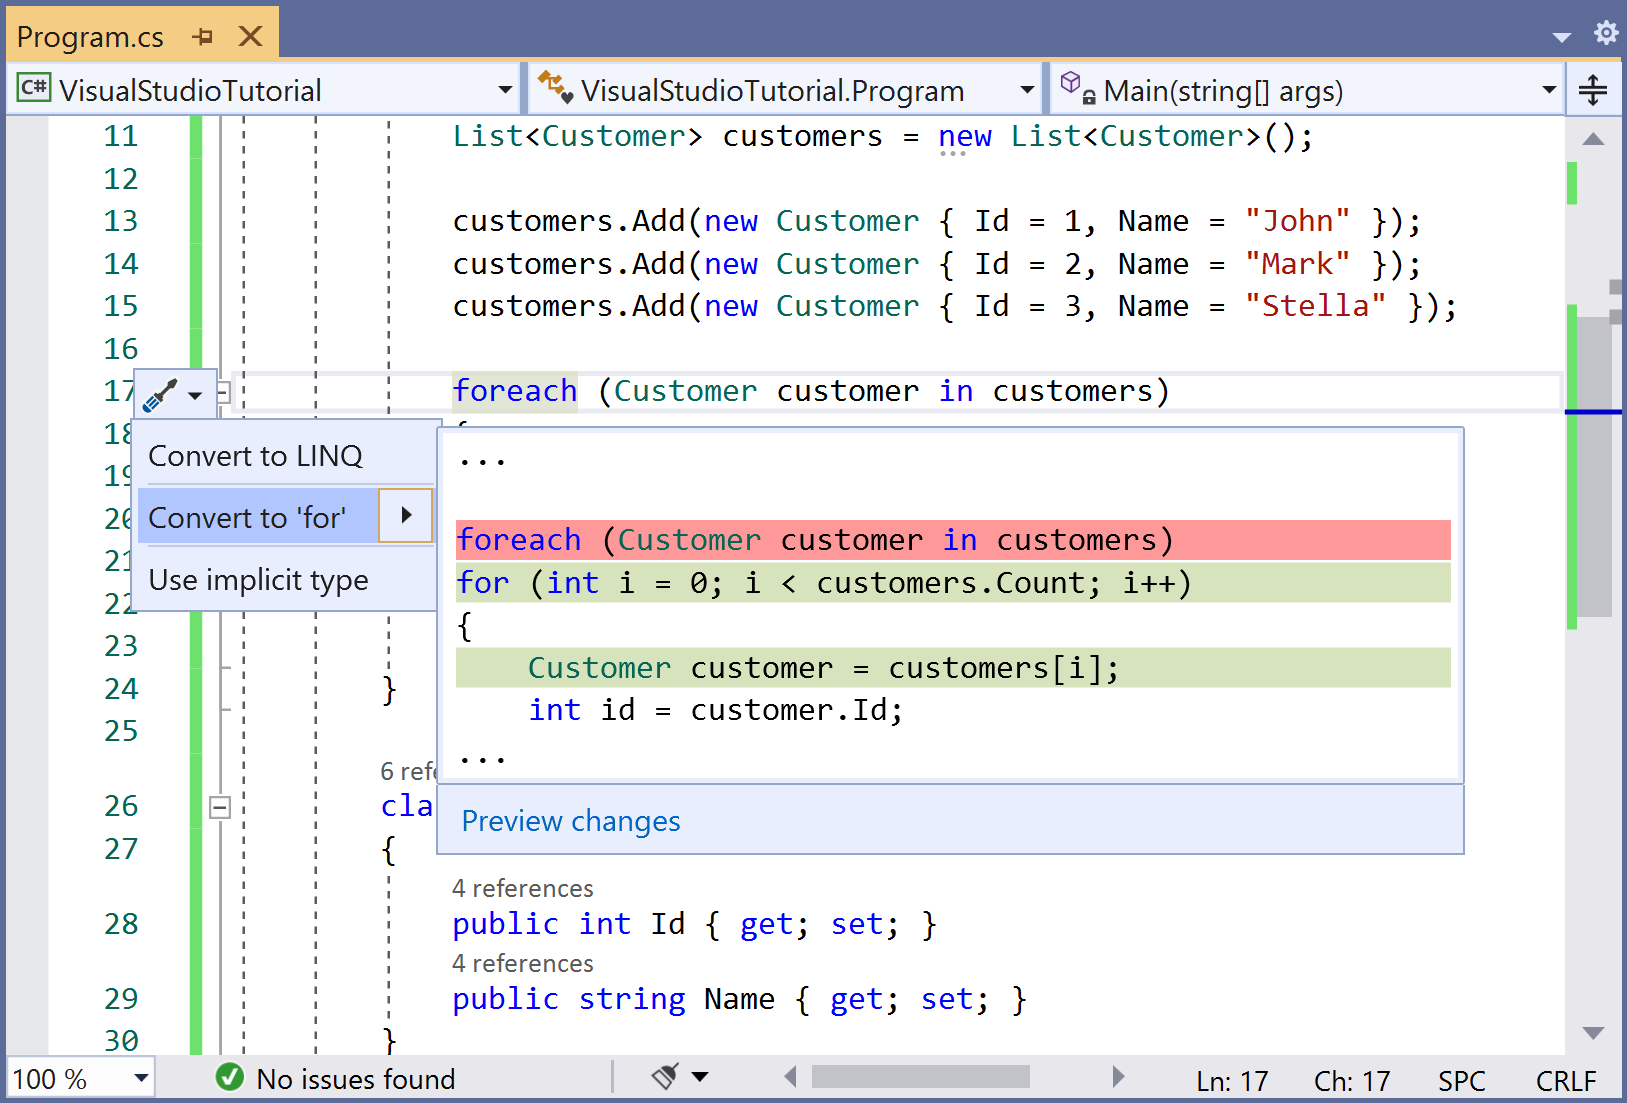 Program.cs
C# VisualStudioTutorial
VisualStudioTutorial.Program
Main(string[] args)
11 List<Customer> customers = new List<Customer>();
12
13 customers.Add(new Customer { Id = 1, Name = "John" });
14 customers.Add(new Customer { Id = 2, Name = "Mark" });
15 customers.Add(new Customer { Id = 3, Name = "Stella" });
16
17 foreach (Customer customer in customers)
18
19
20
21
22
Convert to LINQ
Convert to 'for'
Use implicit type
...
foreach (Customer customer in customers)
for (int i = 0; i < customers.Count; i++)
{
Customer customer = customers[i];
int id = customer.Id;
...
Preview changes
23
24 }
25
6 refe
26 cla
27 {
4 references
28 public int Id { get; set; }
4 references
29 public string Name { get; set; }
30 }
100 %
No issues found
Ln: 17
Ch: 17
SPC
CRLF